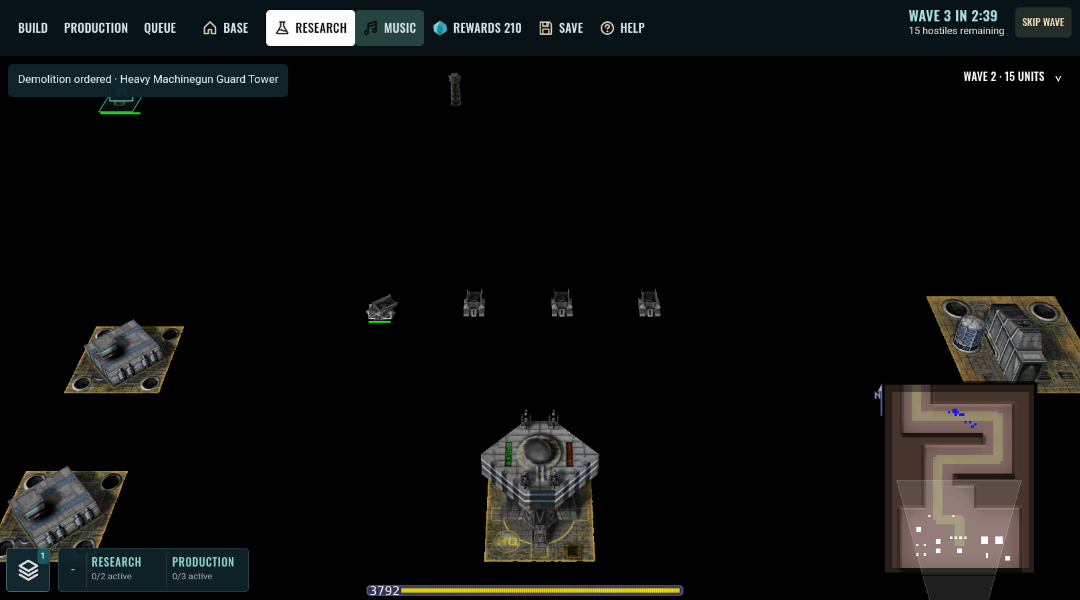 BUILD PRODUCTION QUEUE BASE RESEARCH MUSIC REWARDS 210 SAVE HELP
WAVE 3 IN 2:39
15 hostiles remaining
SKIP WAVE
Demolition ordered · Heavy Machinegun Guard Tower
WAVE 2 · 15 UNITS v
N
HQ
1
- RESEARCH PRODUCTION
0/2 active 0/3 active
3792